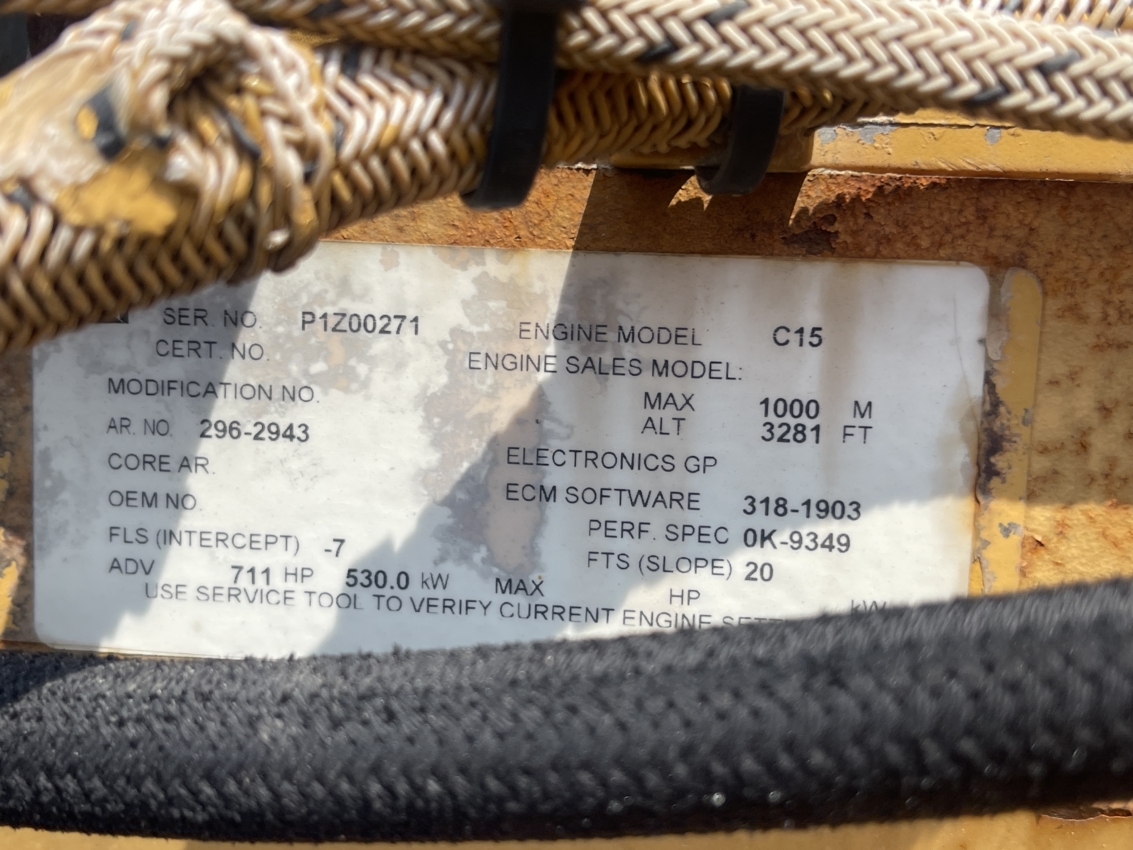 SER. NO. P1Z00271 ENGINE MODEL C15
CERT. NO. ENGINE SALES MODEL:
MODIFICATION NO. MAX 1000 M
AR. NO. 296-2943 ALT 3281 FT
CORE AR. ELECTRONICS GP
OEM NO. ECM SOFTWARE 318-1903
FLS (INTERCEPT) -7 PERF. SPEC 0K-9349
FTS (SLOPE) 20
ADV 711 HP 530.0 kW MAX HP kW
USE SERVICE TOOL TO VERIFY CURRENT ENGINE